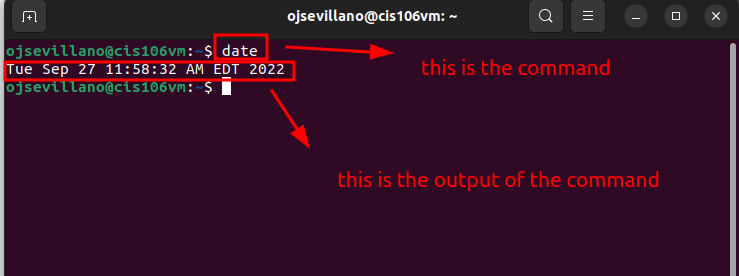 ojsevillano@cis106vm: ~
ojsevillano@cis106vm:~$ date
this is the command
Tue Sep 27 11:58:32 AM EDT 2022
ojsevillano@cis106vm:~$
this is the output of the command